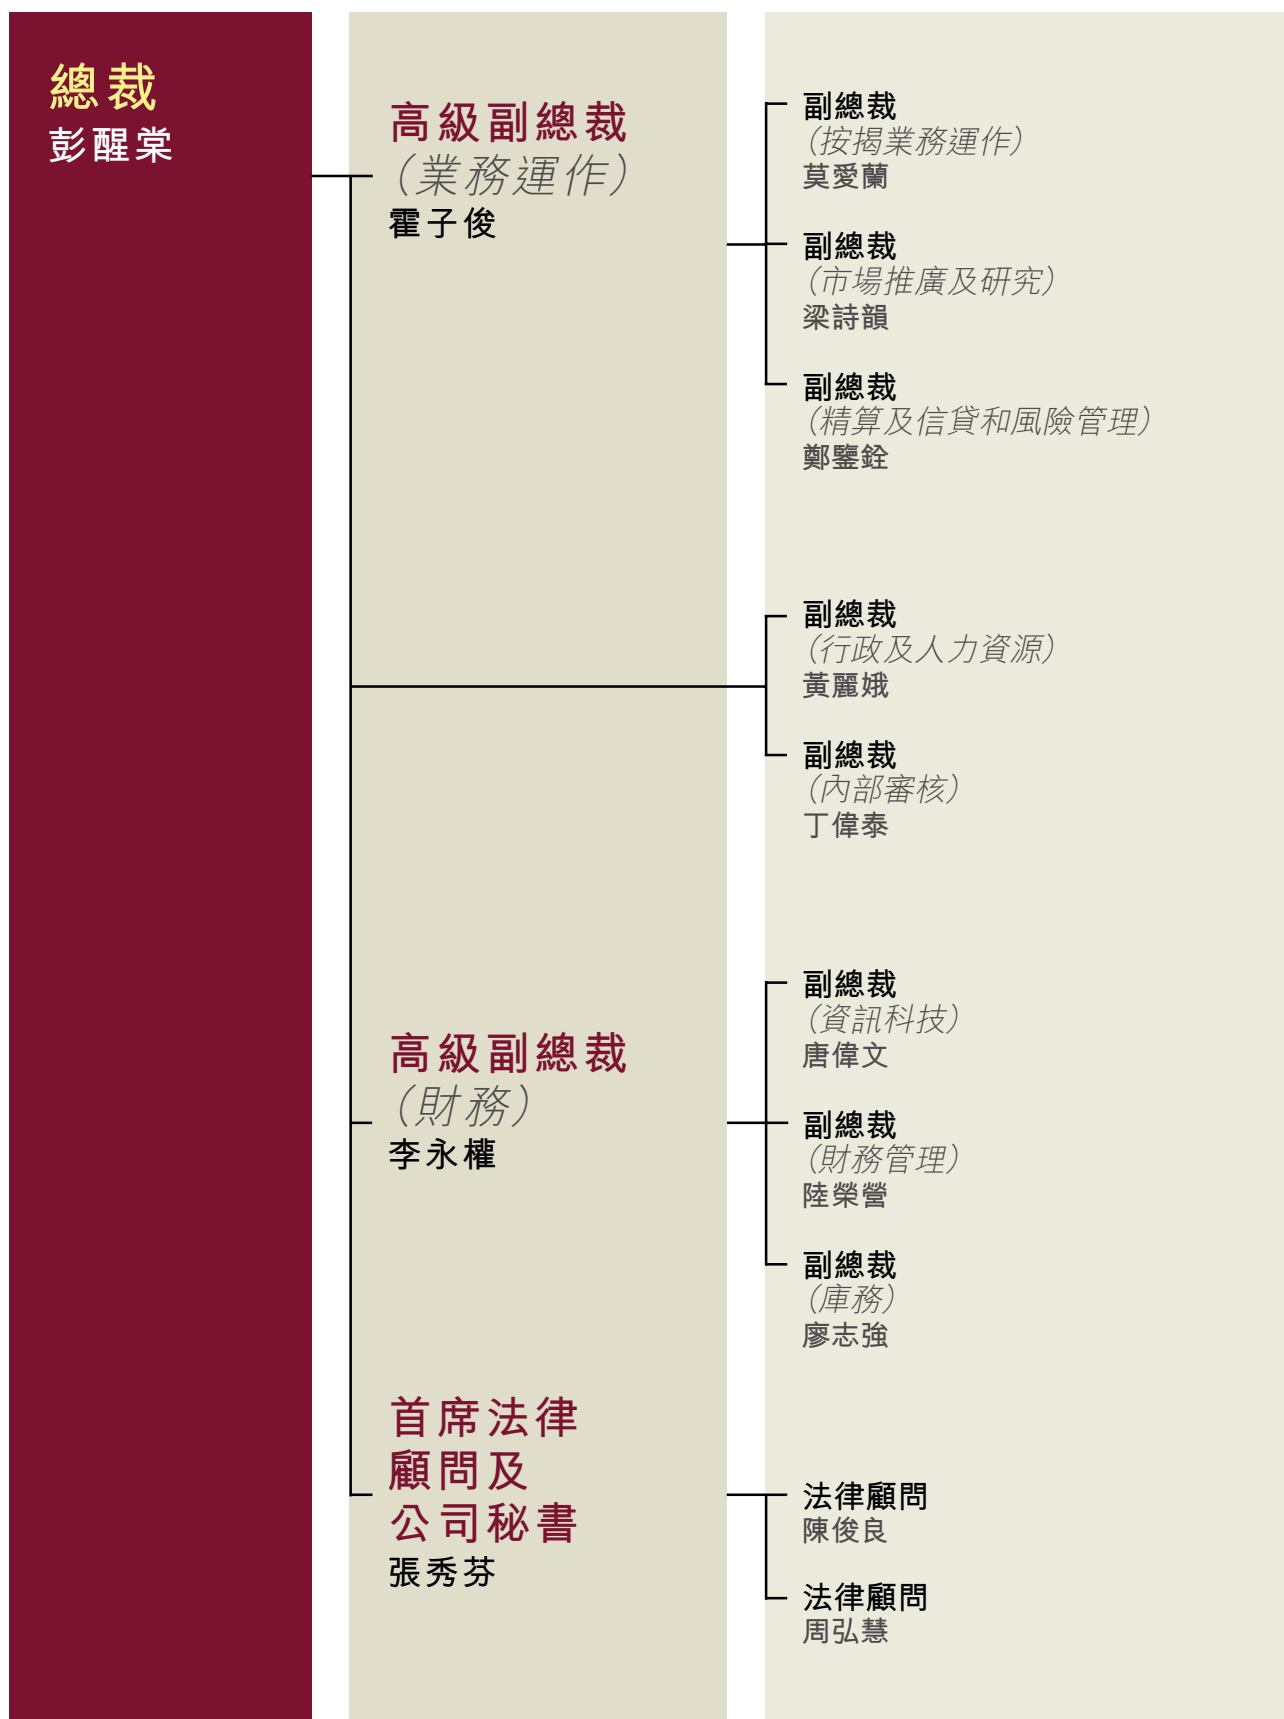 總裁
彭醒棠
高級副總裁
（業務運作）
霍子俊
副總裁
（按揭業務運作）
莫愛蘭
副總裁
（市場推廣及研究）
梁詩韻
副總裁
（精算及信貸和風險管理）
鄭鑒銓
副總裁
（行政及人力資源）
黃麗娥
副總裁
（內部審核）
丁偉泰
高級副總裁
（財務）
李永權
副總裁
（資訊科技）
唐偉文
副總裁
（財務管理）
陸榮營
副總裁
（庫務）
廖志強
首席法律
顧問及
公司秘書
張秀芬
法律顧問
陳俊良
法律顧問
周弘慧